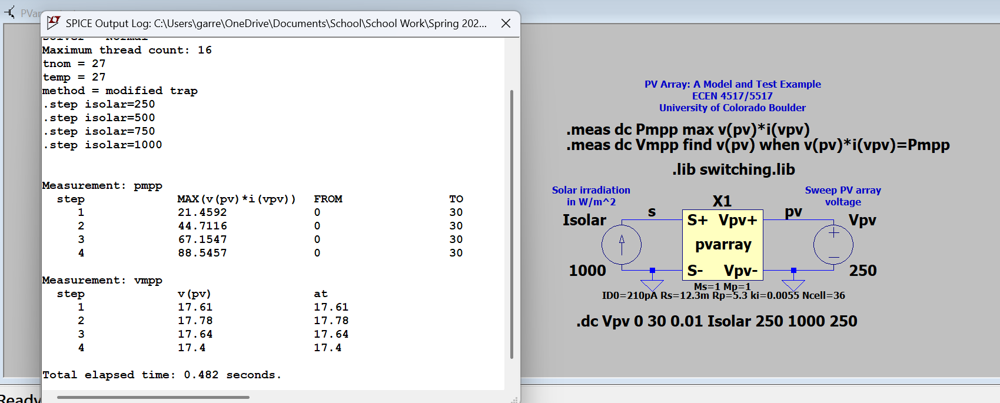 SPICE Output Log: C:\Users\garre\OneDrive\Documents\School\School Work\Spring 202...
Solver = Normal
Maximum thread count: 16
tnom = 27
temp = 27
method = modified trap
.step isolar=250
.step isolar=500
.step isolar=750
.step isolar=1000
Measurement: pmpp
step MAX(v(pv)*i(vpv)) FROM TO
1 21.4592 0 30
2 44.7116 0 30
3 67.1547 0 30
4 88.5457 0 30
Measurement: vmpp
step v(pv) at
1 17.61 17.61
2 17.78 17.78
3 17.64 17.64
4 17.4 17.4
Total elapsed time: 0.482 seconds.
Ready
PV Array: A Model and Test Example
ECEN 4517/5517
University of Colorado Boulder
.meas dc Pmpp max v(pv)*i(vpv)
.meas dc Vmpp find v(pv) when v(pv)*i(vpv)=Pmpp
.lib switching.lib
Solar irradiation
in W/m^2
Sweep PV array
voltage
Isolar
s
X1
pv
Vpv
S+ Vpv+
pvarray
S- Vpv-
1000
250
Ms=1 Mp=1
ID0=210pA Rs=12.3m Rp=5.3 ki=0.0055 Ncell=36
.dc Vpv 0 30 0.01 Isolar 250 1000 250